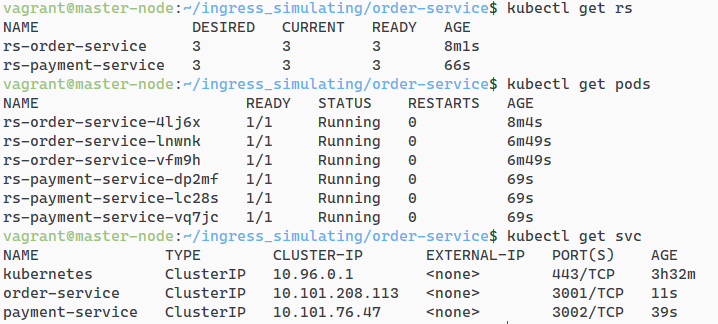 vagrant@master-node:~/ingress_simulating/order-service$ kubectl get rs
NAME DESIRED CURRENT READY AGE
rs-order-service 3 3 3 8m1s
rs-payment-service 3 3 3 66s
vagrant@master-node:~/ingress_simulating/order-service$ kubectl get pods
NAME READY STATUS RESTARTS AGE
rs-order-service-4lj6x 1/1 Running 0 8m4s
rs-order-service-lnwnk 1/1 Running 0 6m49s
rs-order-service-vfm9h 1/1 Running 0 6m49s
rs-payment-service-dp2mf 1/1 Running 0 69s
rs-payment-service-lc28s 1/1 Running 0 69s
rs-payment-service-vq7jc 1/1 Running 0 69s
vagrant@master-node:~/ingress_simulating/order-service$ kubectl get svc
NAME TYPE CLUSTER-IP EXTERNAL-IP PORT(S) AGE
kubernetes ClusterIP 10.96.0.1 <none> 443/TCP 3h32m
order-service ClusterIP 10.101.208.113 <none> 3001/TCP 11s
payment-service ClusterIP 10.101.76.47 <none> 3002/TCP 39s